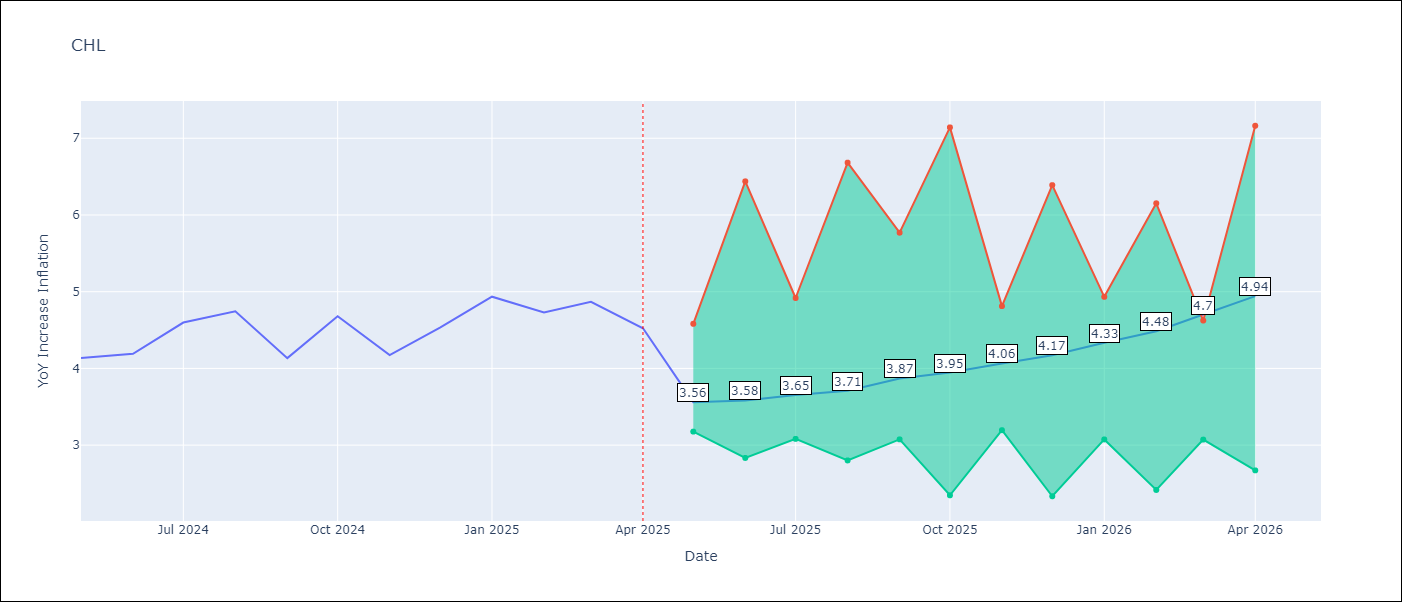 CHL
YoY Increase Inflation
7
6
5
4
3
3.56
3.58
3.65
3.71
3.87
3.95
4.06
4.17
4.33
4.48
4.7
4.94
Jul 2024
Oct 2024
Jan 2025
Apr 2025
Jul 2025
Oct 2025
Jan 2026
Apr 2026
Date